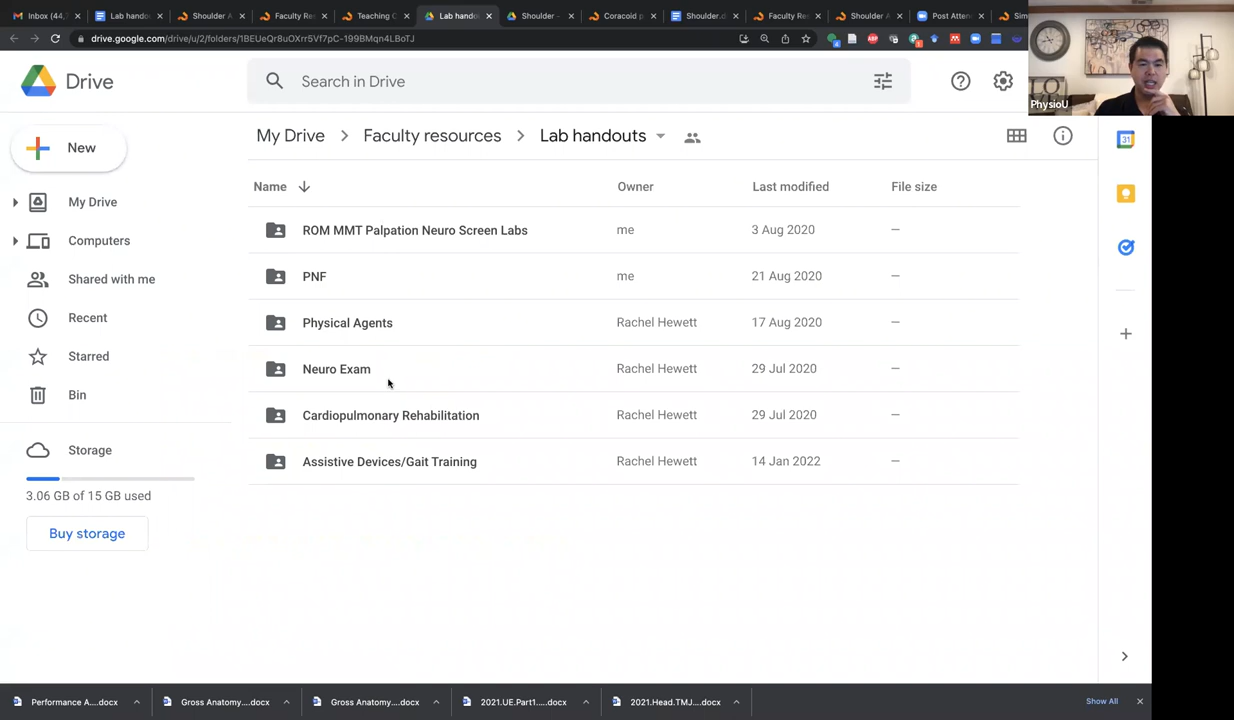 Inbox (44,
Lab hando
Shoulder A
Faculty Re
Teaching C
Lab hando
Shoulder –
Coracoid p
Shoulder.d
Faculty Re
Shoulder A
Post Atten
Sim
drive.google.com/drive/u/2/folders/1BEUeQr8uOXrr5Vf7pC-199BMqn4LBoTJ
Drive
Search in Drive
PhysioU
New
My Drive
Computers
Shared with me
Recent
Starred
Bin
Storage
3.06 GB of 15 GB used
Buy storage
My Drive > Faculty resources > Lab handouts
Name Owner Last modified File size
ROM MMT Palpation Neuro Screen Labs me 3 Aug 2020 —
PNF me 21 Aug 2020 —
Physical Agents Rachel Hewett 17 Aug 2020 —
Neuro Exam Rachel Hewett 29 Jul 2020 —
Cardiopulmonary Rehabilitation Rachel Hewett 29 Jul 2020 —
Assistive Devices/Gait Training Rachel Hewett 14 Jan 2022 —
31
Performance A....docx
Gross Anatomy....docx
Gross Anatomy....docx
2021.UE.Part1.....docx
2021.Head.TMJ....docx
Show All